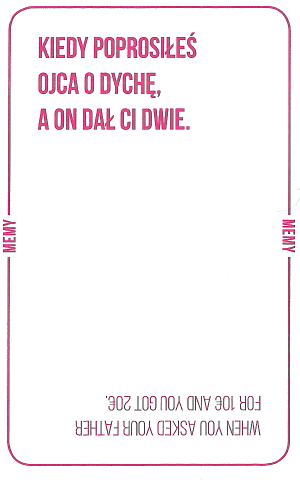 KIEDY POPROSIŁEŚ
OJCA O DYCHĘ,
A ON DAŁ CI DWIE.
MEMY
MEMY
WHEN YOU ASKED YOUR FATHER
FOR 10€ AND YOU GOT 20€.